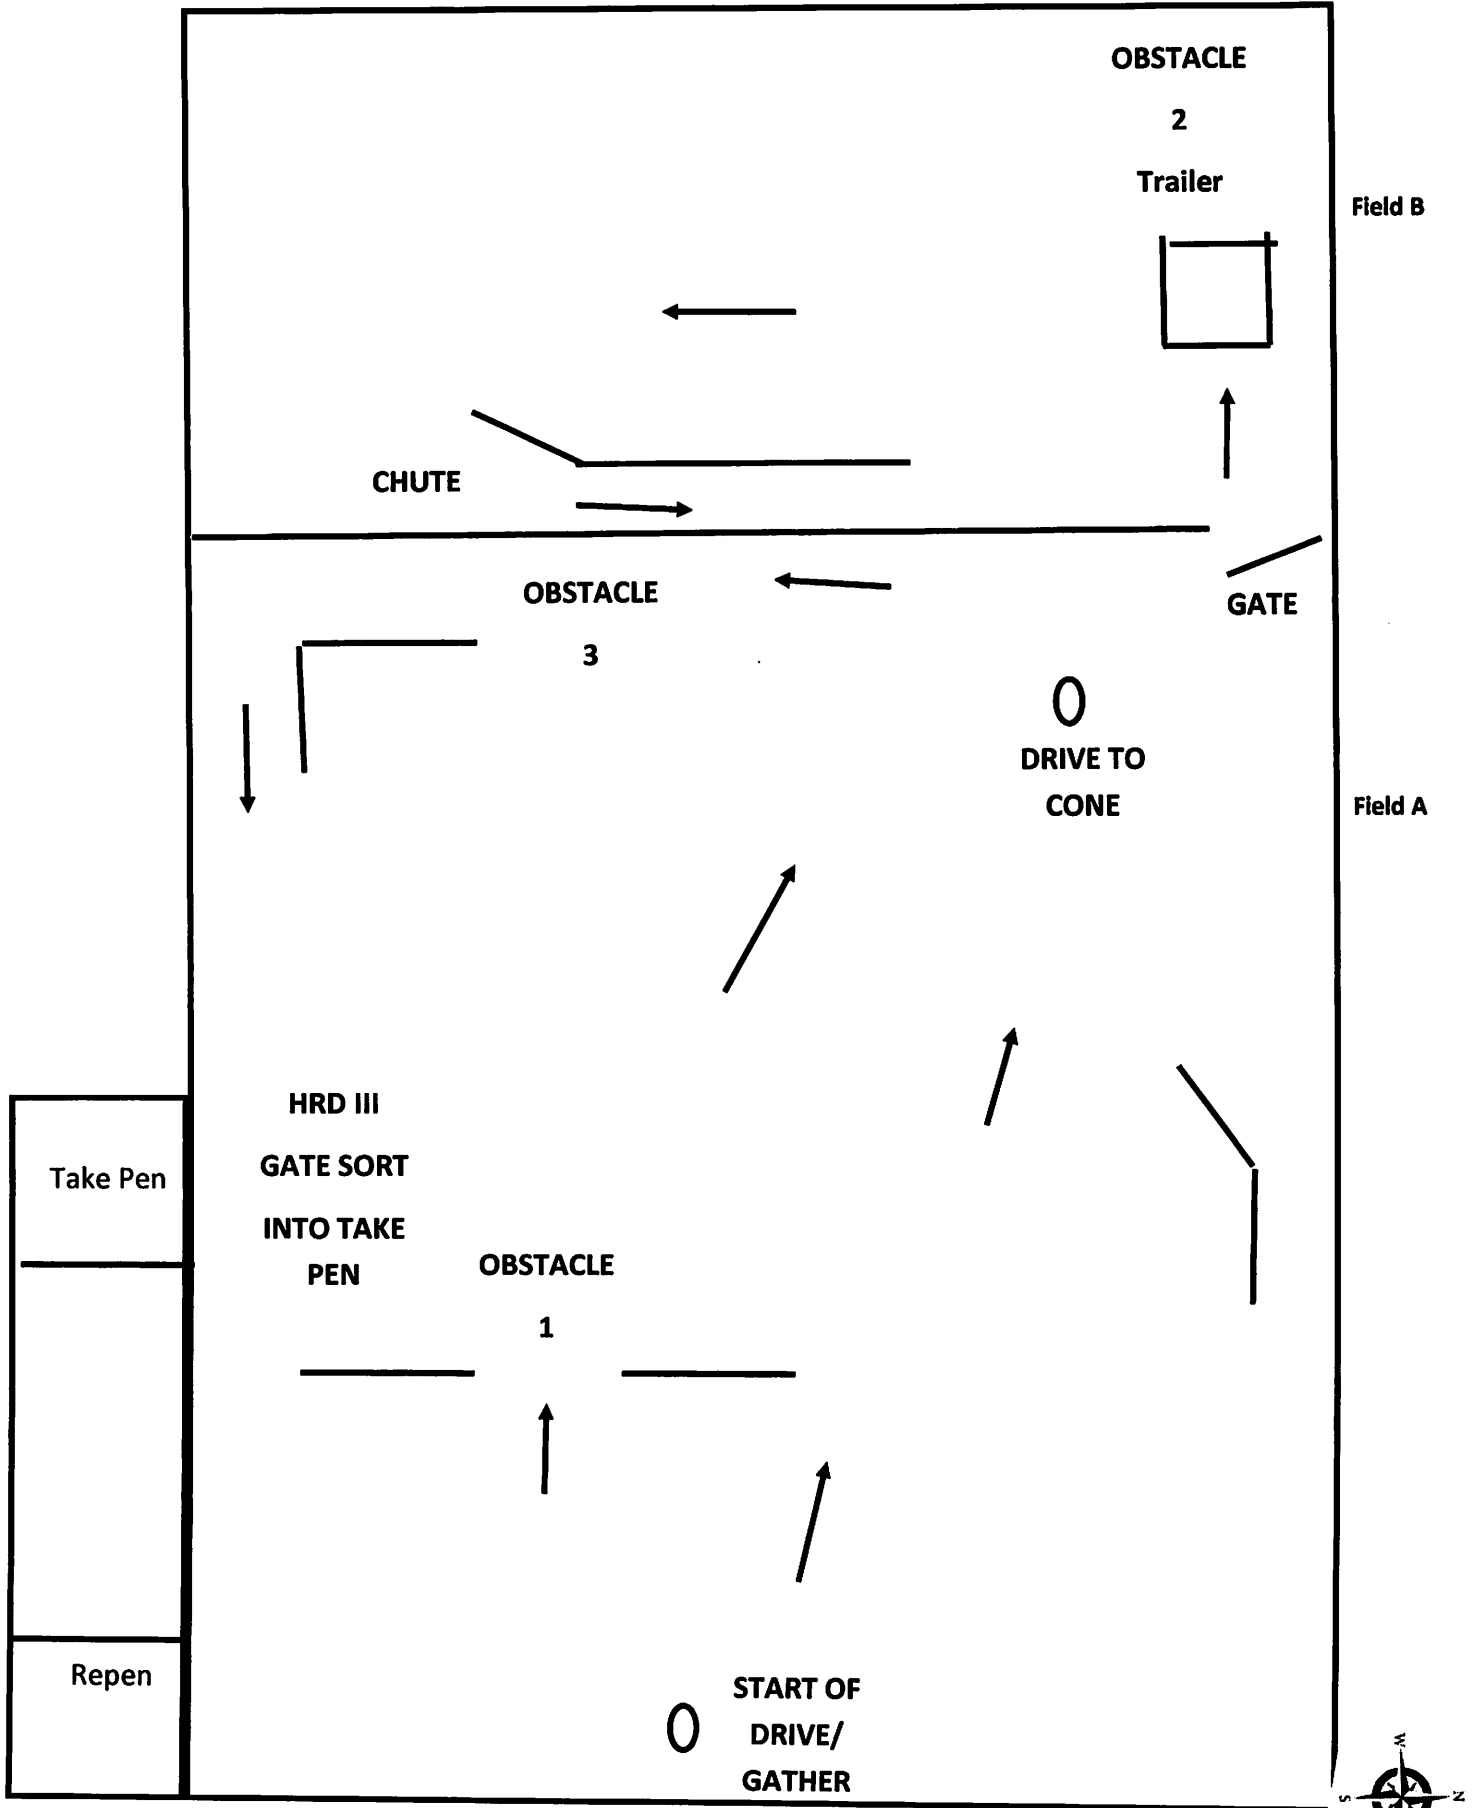 OBSTACLE
2
Trailer
Field B
CHUTE
OBSTACLE
3
GATE
DRIVE TO
CONE
Field A
HRD III
GATE SORT
INTO TAKE
PEN
Take Pen
OBSTACLE
1
Repen
START OF
DRIVE/
GATHER
W
S
N